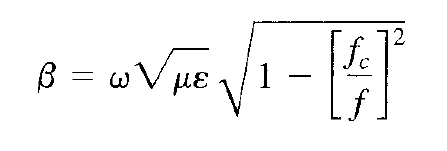 β = ω√με √1 − [f_c/f]²